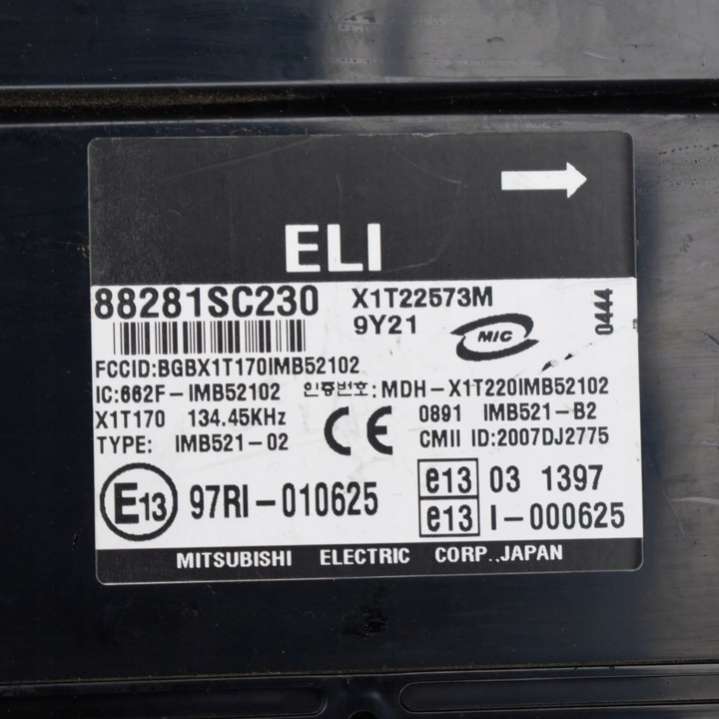 ELI
88281SC230 X1T22573M
9Y21 MIC 0444
FCCID:BGBX1T170IMB52102
IC:662F-IMB52102 인증번호:MDH-X1T220IMB52102
X1T170 134.45KHz CE 0891 IMB521-B2
TYPE: IMB521-02 CMII ID:2007DJ2775
E13 97RI-010625 e13 03 1397
e13 I-000625
MITSUBISHI ELECTRIC CORP.,JAPAN